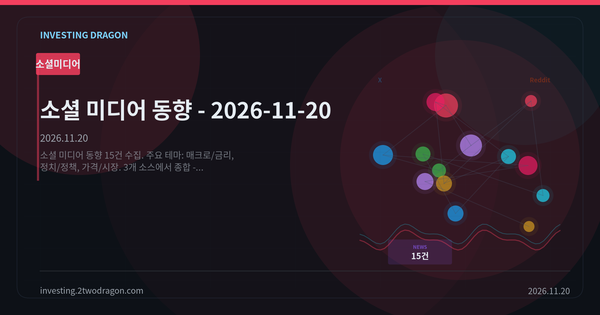 INVESTING DRAGON
소셜미디어
소셜 미디어 동향 - 2026-11-20
2026.11.20
소셜 미디어 동향 15건 수집. 주요 테마: 매크로/금리,
정치/정책, 가격/시장. 3개 소스에서 종합 -...
X
Reddit
NEWS
15건
investing.2twodragon.com
2026.11.20